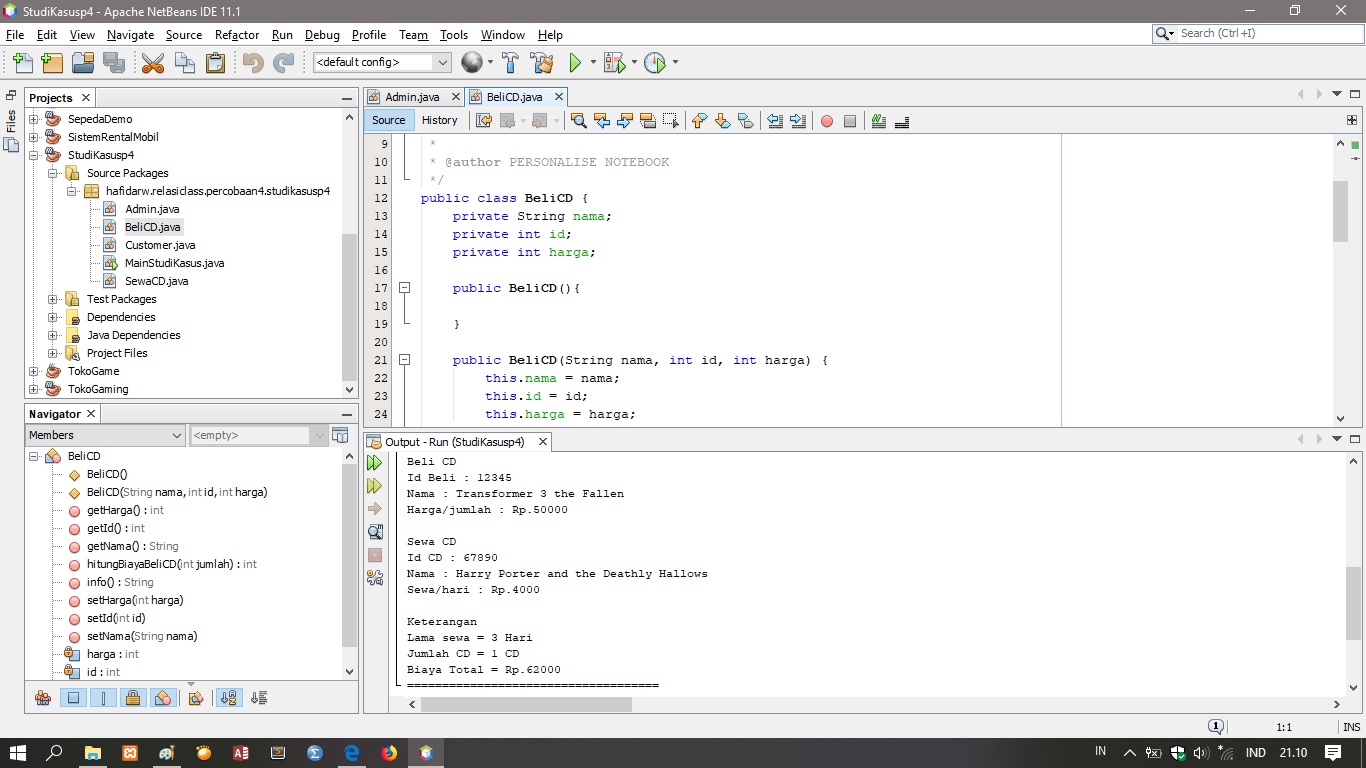 StudiKasusp4 - Apache NetBeans IDE 11.1
File Edit View Navigate Source Refactor Run Debug Profile Team Tools Window Help
Search (Ctrl+I)
<default config>
Files
Projects
SepedaDemo
SistemRentalMobil
StudiKasusp4
Source Packages
hafidarw.relasiclass.percobaan4.studikasusp4
Admin.java
BeliCD.java
Customer.java
MainStudiKasus.java
SewaCD.java
Test Packages
Dependencies
Java Dependencies
Project Files
TokoGame
TokoGaming
Navigator
Members
<empty>
BeliCD
BeliCD()
BeliCD(String nama, int id, int harga)
getHarga() : int
getId() : int
getNama() : String
hitungBiayaBeliCD(int jumlah) : int
info() : String
setHarga(int harga)
setId(int id)
setNama(String nama)
harga : int
id : int
Admin.java BeliCD.java
Source History
9 *
10 * @author PERSONALISE NOTEBOOK
11 */
12 public class BeliCD {
13 private String nama;
14 private int id;
15 private int harga;
16
17 public BeliCD(){
18
19 }
20
21 public BeliCD(String nama, int id, int harga) {
22 this.nama = nama;
23 this.id = id;
24 this.harga = harga;
Output - Run (StudiKasusp4)
Beli CD
Id Beli : 12345
Nama : Transformer 3 the Fallen
Harga/jumlah : Rp.50000
Sewa CD
Id CD : 67890
Nama : Harry Porter and the Deathly Hallows
Sewa/hari : Rp.4000
Keterangan
Lama sewa = 3 Hari
Jumlah CD = 1 CD
Biaya Total = Rp.62000
====================================
1 1:1 INS
IN IND 21.10